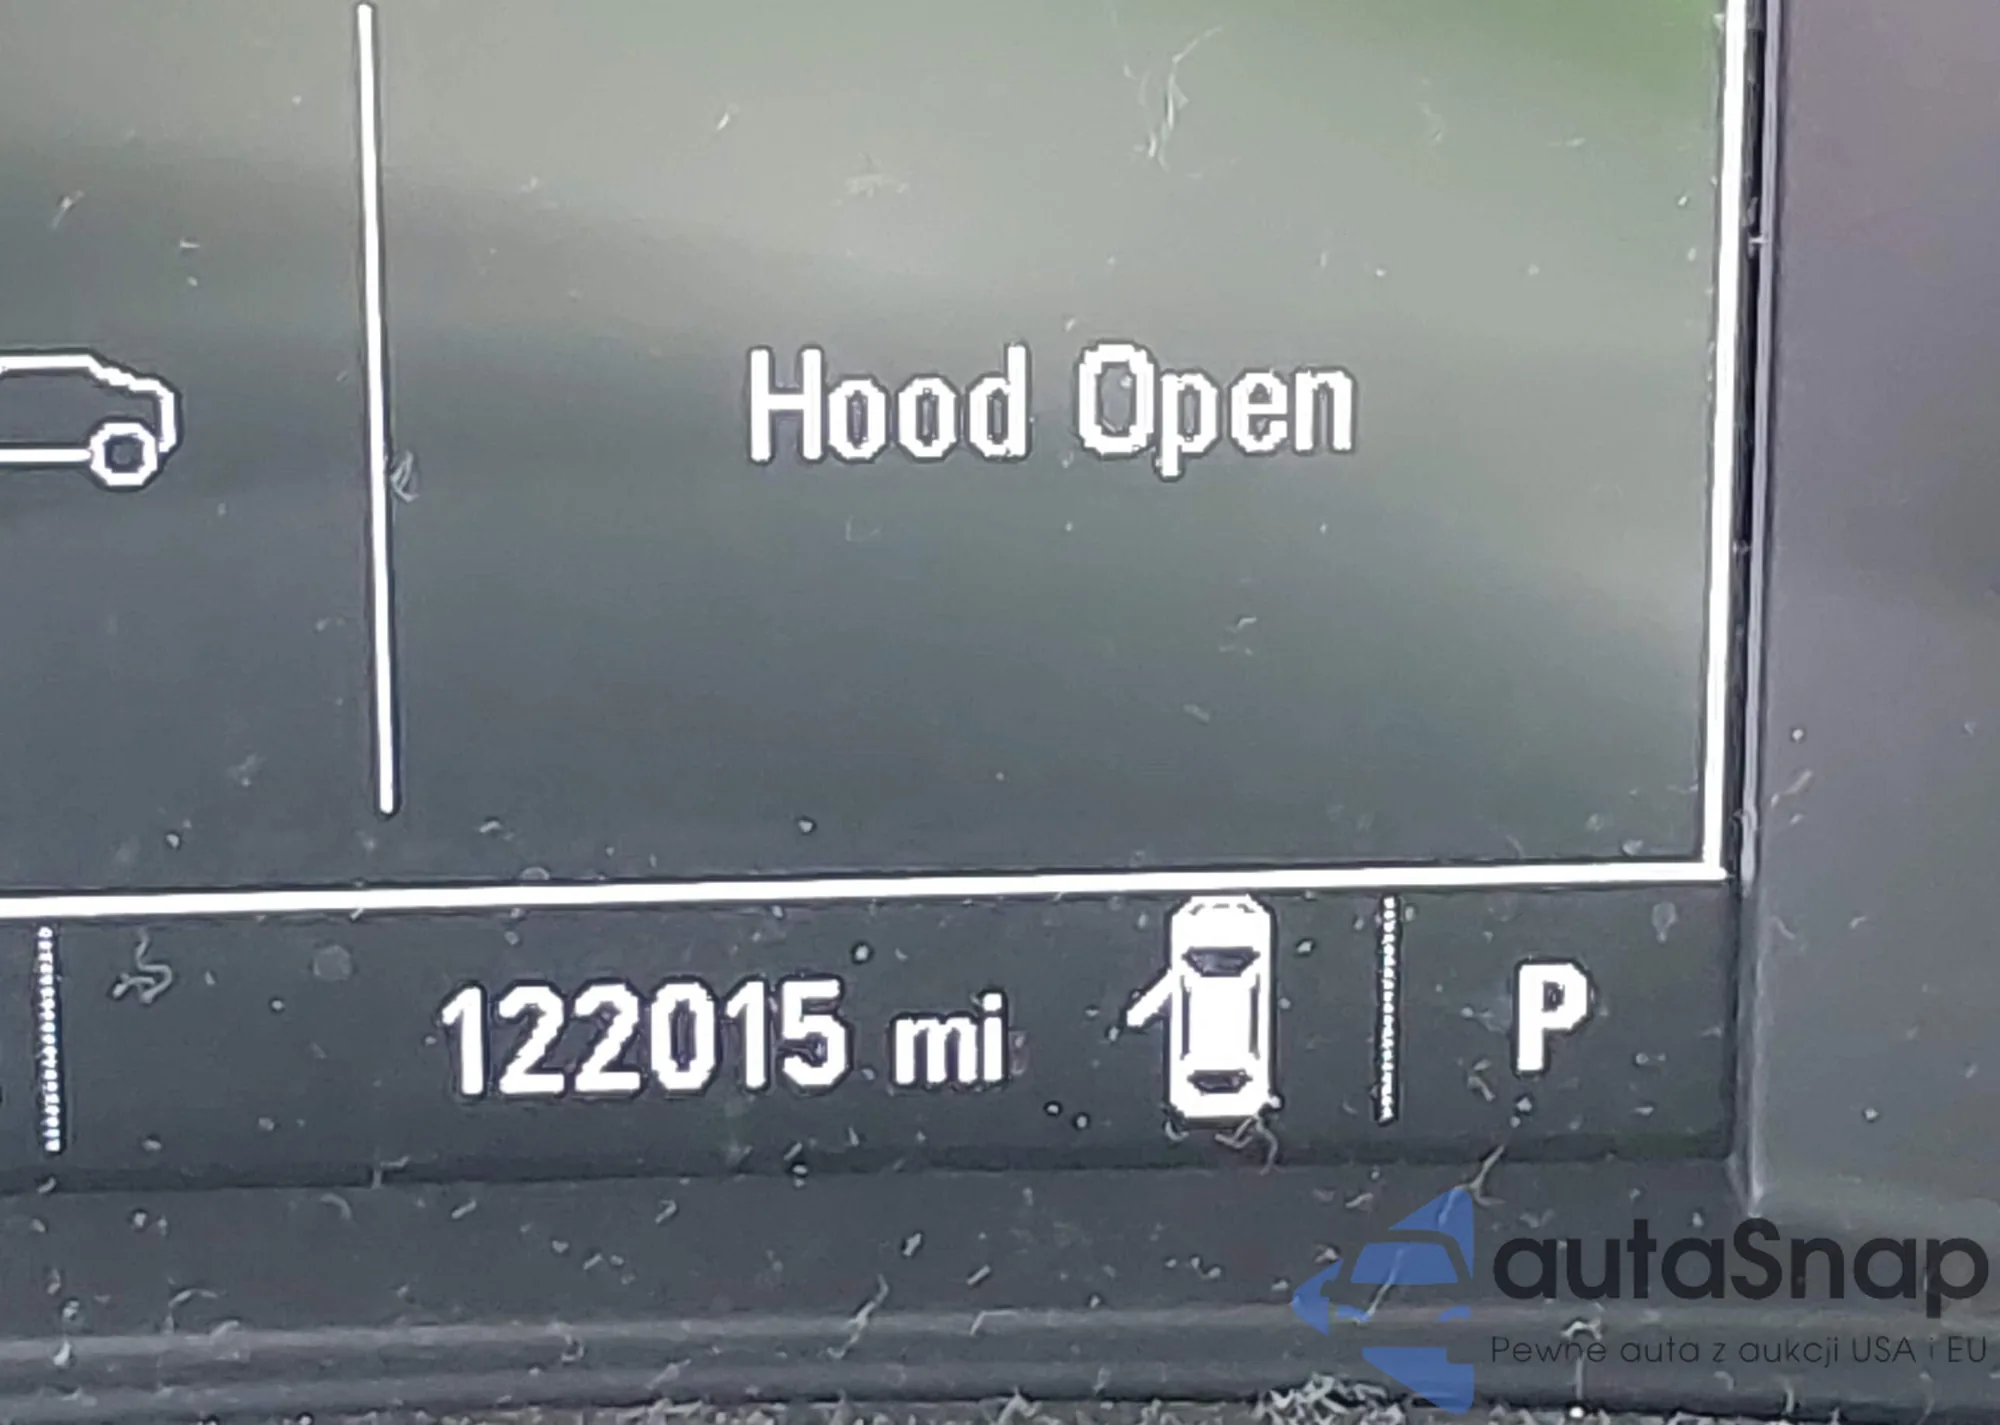 Hood Open
122015 mi P
autaSnap
Pewne auta z aukcji USA i EU